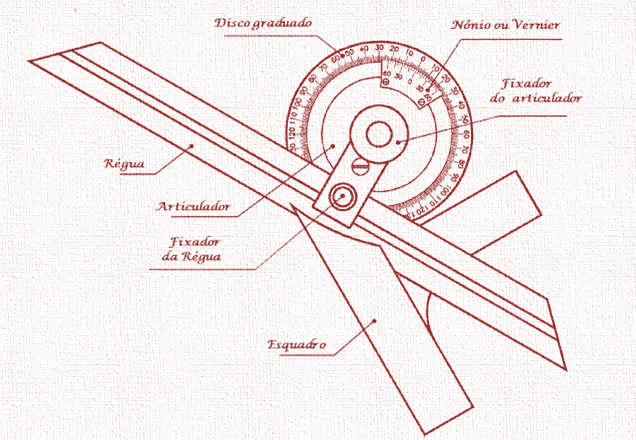 Disco graduado
Nônio ou Vernier
Fixador
do articulador
Régua
Articulador
Fixador
da Régua
Esquadro